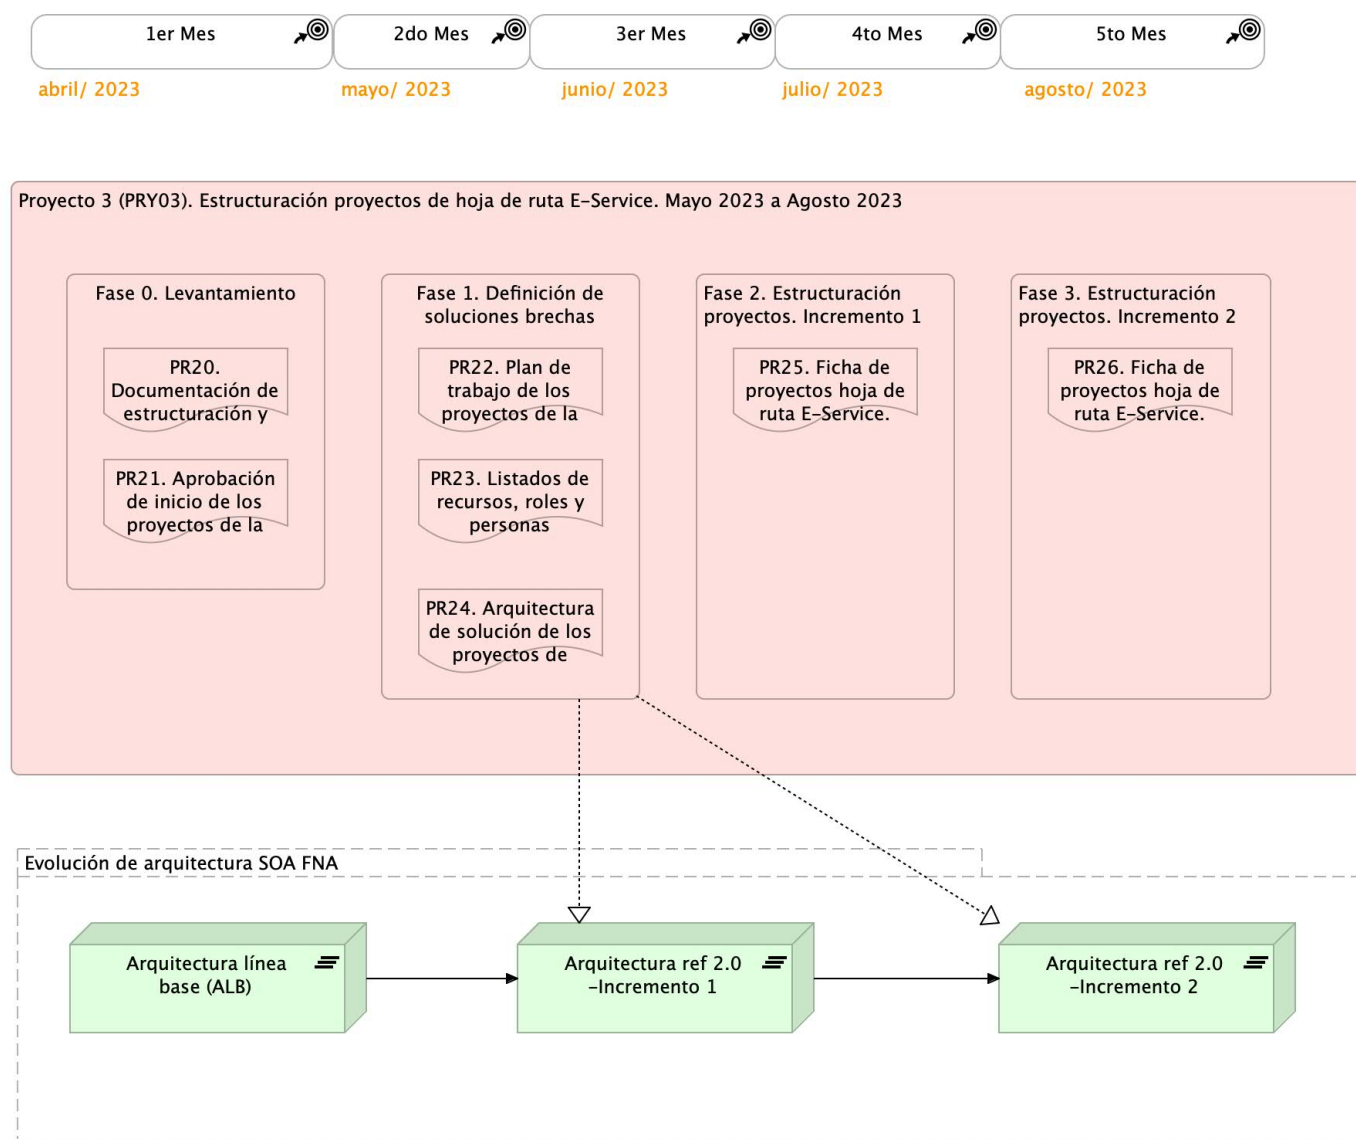 1er Mes
2do Mes
3er Mes
4to Mes
5to Mes
abril/ 2023
mayo/ 2023
junio/ 2023
julio/ 2023
agosto/ 2023
Proyecto 3 (PRY03). Estructuración proyectos de hoja de ruta E-Service. Mayo 2023 a Agosto 2023
Fase 0. Levantamiento
PR20.
Documentación de
estructuración y
PR21. Aprobación
de inicio de los
proyectos de la
Fase 1. Definición de
soluciones brechas
PR22. Plan de
trabajo de los
proyectos de la
PR23. Listados de
recursos, roles y
personas
PR24. Arquitectura
de solución de los
proyectos de
Fase 2. Estructuración
proyectos. Incremento 1
PR25. Ficha de
proyectos hoja de
ruta E-Service.
Fase 3. Estructuración
proyectos. Incremento 2
PR26. Ficha de
proyectos hoja de
ruta E-Service.
Evolución de arquitectura SOA FNA
Arquitectura línea
base (ALB)
Arquitectura ref 2.0
-Incremento 1
Arquitectura ref 2.0
-Incremento 2